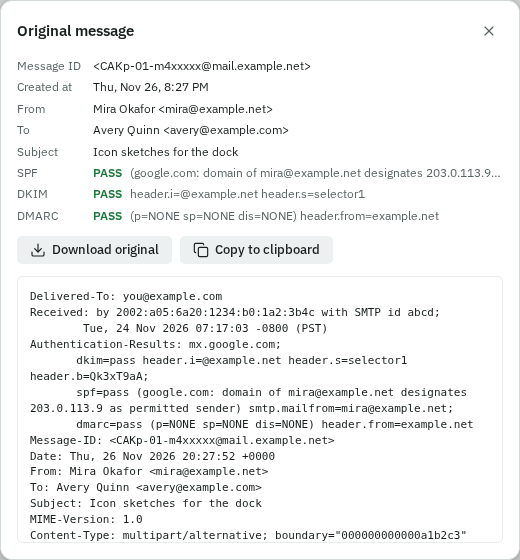 Original message
Message ID <CAKp-01-m4xxxxx@mail.example.net>
Created at Thu, Nov 26, 8:27 PM
From Mira Okafor <mira@example.net>
To Avery Quinn <avery@example.com>
Subject Icon sketches for the dock
SPF PASS (google.com: domain of mira@example.net designates 203.0.113.9...
DKIM PASS header.i=@example.net header.s=selector1
DMARC PASS (p=NONE sp=NONE dis=NONE) header.from=example.net
Download original Copy to clipboard
Delivered-To: you@example.com
Received: by 2002:a05:6a20:1234:b0:1a2:3b4c with SMTP id abcd;
Tue, 24 Nov 2026 07:17:03 -0800 (PST)
Authentication-Results: mx.google.com;
dkim=pass header.i=@example.net header.s=selector1
header.b=Qk3xT9aA;
spf=pass (google.com: domain of mira@example.net designates
203.0.113.9 as permitted sender) smtp.mailfrom=mira@example.net;
dmarc=pass (p=NONE sp=NONE dis=NONE) header.from=example.net
Message-ID: <CAKp-01-m4xxxxx@mail.example.net>
Date: Thu, 26 Nov 2026 20:27:52 +0000
From: Mira Okafor <mira@example.net>
To: Avery Quinn <avery@example.com>
Subject: Icon sketches for the dock
MIME-Version: 1.0
Content-Type: multipart/alternative; boundary="000000000000a1b2c3"